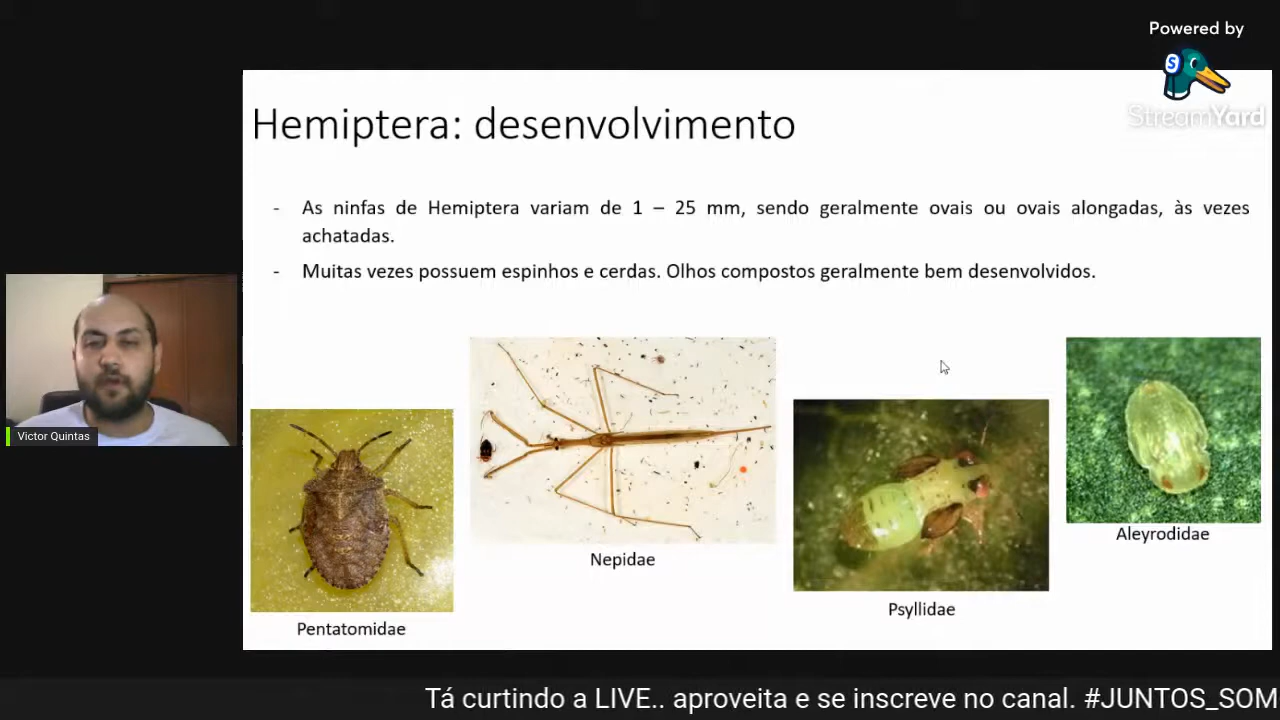 Powered by
S
StreamYard
Hemiptera: desenvolvimento
- As ninfas de Hemiptera variam de 1 – 25 mm, sendo geralmente ovais ou ovais alongadas, às vezes
achatadas.
- Muitas vezes possuem espinhos e cerdas. Olhos compostos geralmente bem desenvolvidos.
Victor Quintas
Aleyrodidae
Nepidae
Psyllidae
Pentatomidae
Tá curtindo a LIVE.. aproveita e se inscreve no canal. #JUNTOS_SOM